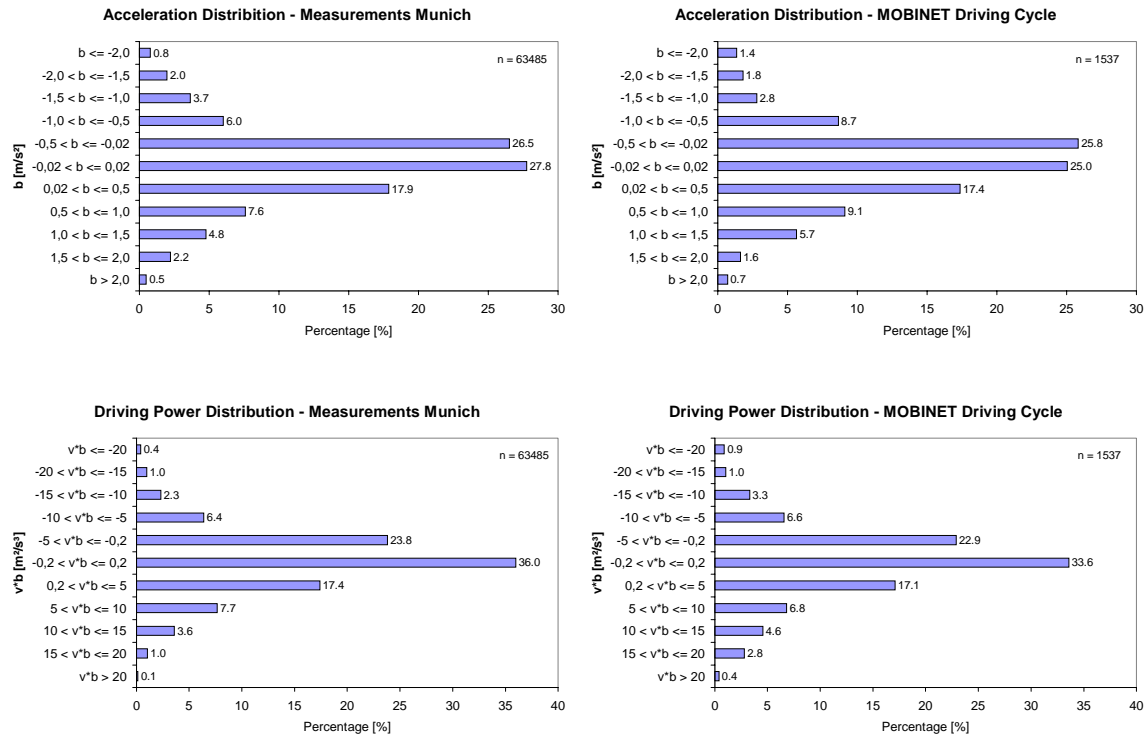 Acceleration Distribition - Measurements Munich
n = 63485
b [m/s²]
b <= -2,0 0.8
-2,0 < b <= -1,5 2.0
-1,5 < b <= -1,0 3.7
-1,0 < b <= -0,5 6.0
-0,5 < b <= -0,02 26.5
-0,02 < b <= 0,02 27.8
0,02 < b <= 0,5 17.9
0,5 < b <= 1,0 7.6
1,0 < b <= 1,5 4.8
1,5 < b <= 2,0 2.2
b > 2,0 0.5
0 5 10 15 20 25 30
Percentage [%]
Acceleration Distribution - MOBINET Driving Cycle
n = 1537
b [m/s²]
b <= -2,0 1.4
-2,0 < b <= -1,5 1.8
-1,5 < b <= -1,0 2.8
-1,0 < b <= -0,5 8.7
-0,5 < b <= -0,02 25.8
-0,02 < b <= 0,02 25.0
0,02 < b <= 0,5 17.4
0,5 < b <= 1,0 9.1
1,0 < b <= 1,5 5.7
1,5 < b <= 2,0 1.6
b > 2,0 0.7
0 5 10 15 20 25 30
Percentage [%]
Driving Power Distribution - Measurements Munich
n = 63485
v*b [m²/s³]
v*b <= -20 0.4
-20 < v*b <= -15 1.0
-15 < v*b <= -10 2.3
-10 < v*b <= -5 6.4
-5 < v*b <= -0,2 23.8
-0,2 < v*b <= 0,2 36.0
0,2 < v*b <= 5 17.4
5 < v*b <= 10 7.7
10 < v*b <= 15 3.6
15 < v*b <= 20 1.0
v*b > 20 0.1
0 5 10 15 20 25 30 35 40
Percentage [%]
Driving Power Distribution - MOBINET Driving Cycle
n = 1537
v*b [m²/s³]
v*b <= -20 0.9
-20 < v*b <= -15 1.0
-15 < v*b <= -10 3.3
-10 < v*b <= -5 6.6
-5 < v*b <= -0,2 22.9
-0,2 < v*b <= 0,2 33.6
0,2 < v*b <= 5 17.1
5 < v*b <= 10 6.8
10 < v*b <= 15 4.6
15 < v*b <= 20 2.8
v*b > 20 0.4
0 5 10 15 20 25 30 35 40
Percentage [%]